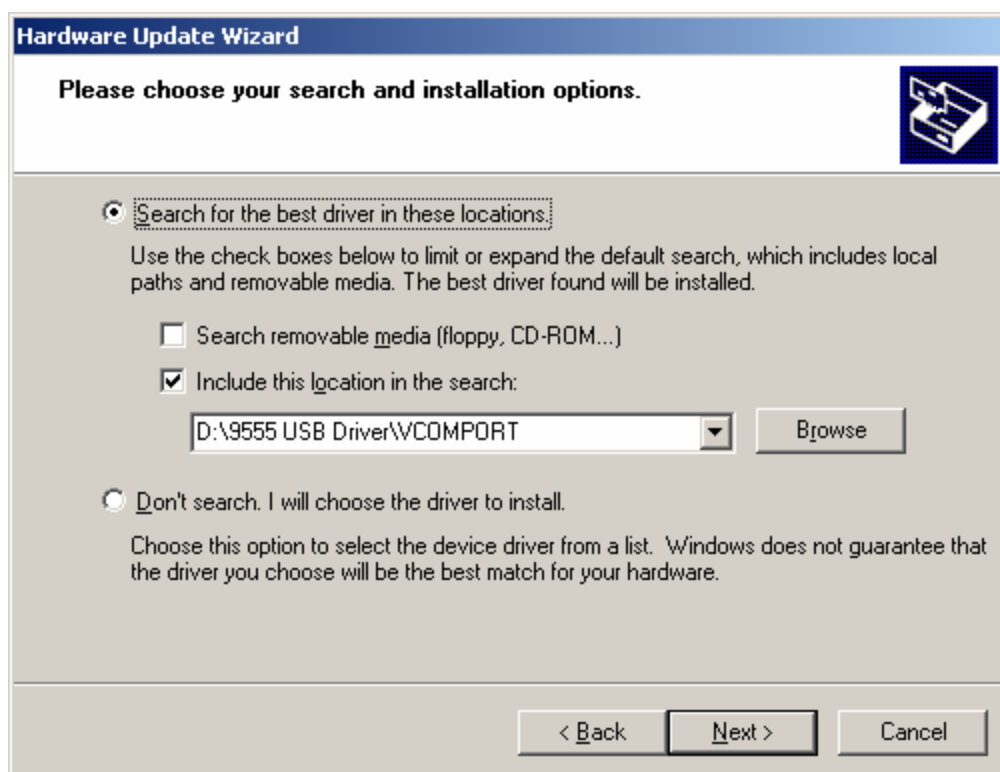 Hardware Update Wizard
Please choose your search and installation options.
Search for the best driver in these locations.
Use the check boxes below to limit or expand the default search, which includes local
paths and removable media. The best driver found will be installed.
Search removable media (floppy, CD-ROM...)
Include this location in the search:
D:\9555 USB Driver\VCOMPORT
Browse
Don't search. I will choose the driver to install.
Choose this option to select the device driver from a list.  Windows does not guarantee that
the driver you choose will be the best match for your hardware.
< Back
Next >
Cancel